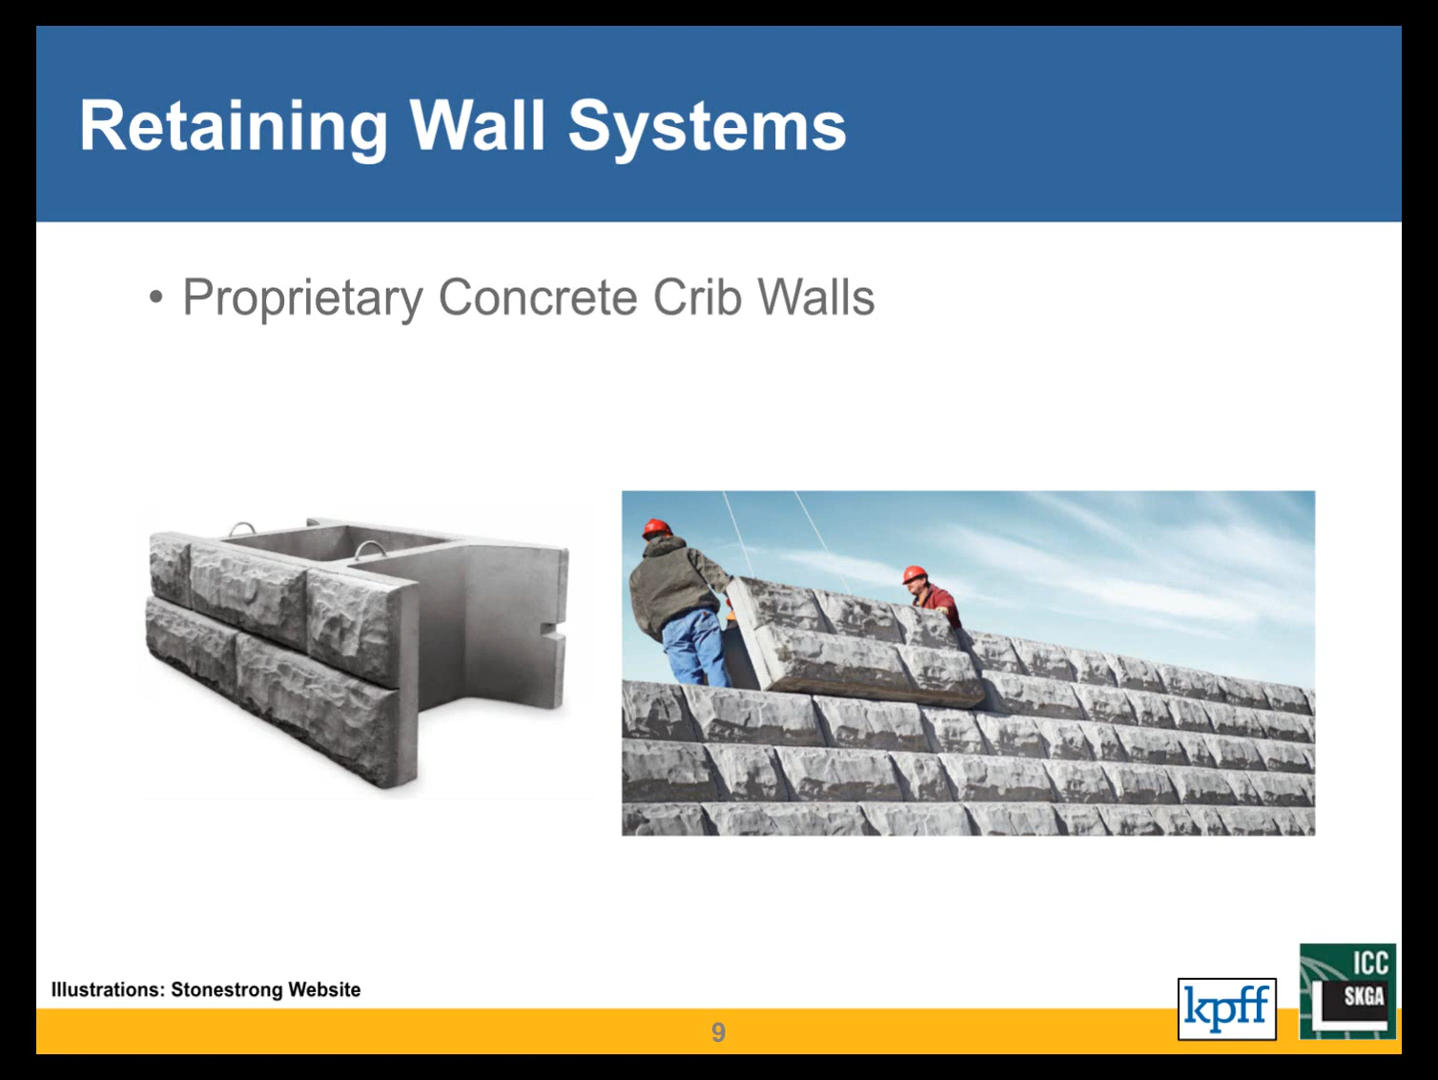 Retaining Wall Systems
• Proprietary Concrete Crib Walls
Illustrations: Stonestrong Website
9
kpff
ICC
SKGA